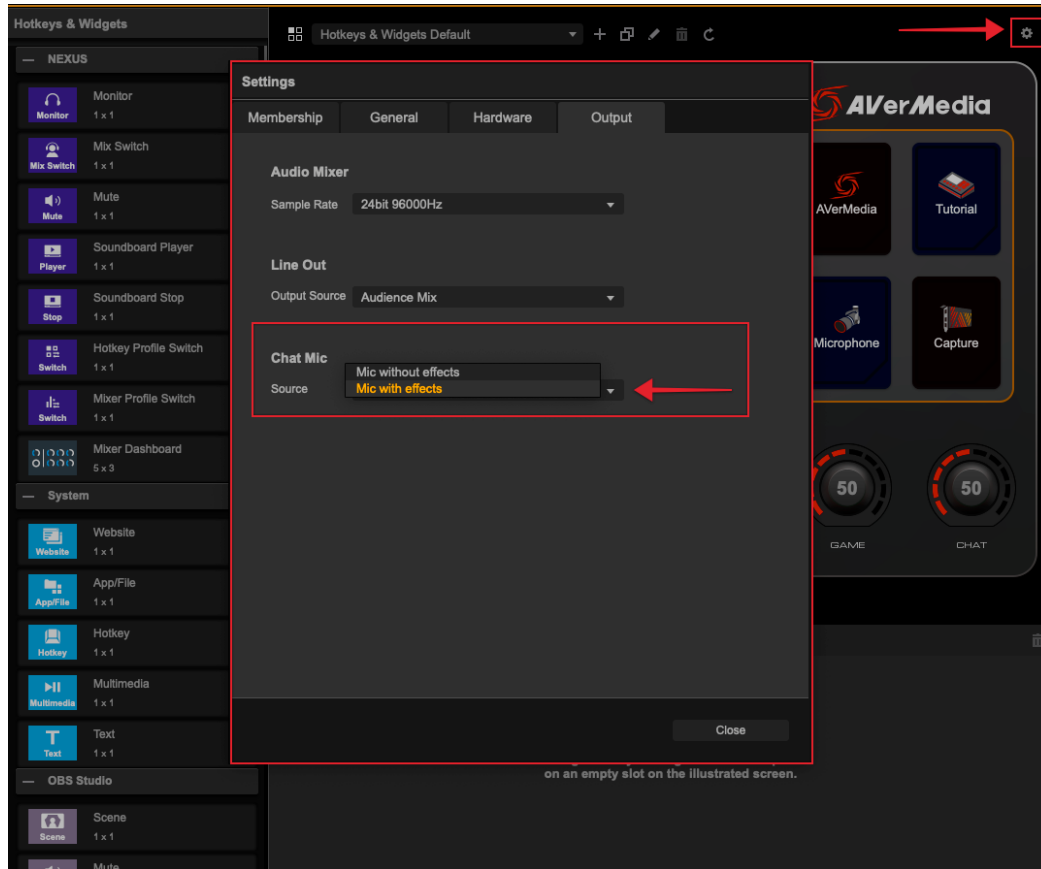 Hotkeys & Widgets
Hotkeys & Widgets Default
— NEXUS
Monitor
Monitor
1 x 1
Mix Switch
Mix Switch
1 x 1
Mute
Mute
1 x 1
Player
Soundboard Player
1 x 1
Stop
Soundboard Stop
1 x 1
Switch
Hotkey Profile Switch
1 x 1
Switch
Mixer Profile Switch
1 x 1
Mixer Dashboard
5 x 3
— System
Website
Website
1 x 1
App/File
App/File
1 x 1
Hotkey
Hotkey
1 x 1
Multimedia
Multimedia
1 x 1
Text
Text
1 x 1
— OBS Studio
Scene
Scene
1 x 1
Mute
Settings
Membership General Hardware Output
Audio Mixer
Sample Rate 24bit 96000Hz
Line Out
Output Source Audience Mix
Chat Mic
Source
Mic without effects
Mic with effects
Close
AVerMedia
AVerMedia
Tutorial
Microphone
Capture
50
50
GAME
CHAT
on an empty slot on the illustrated screen.